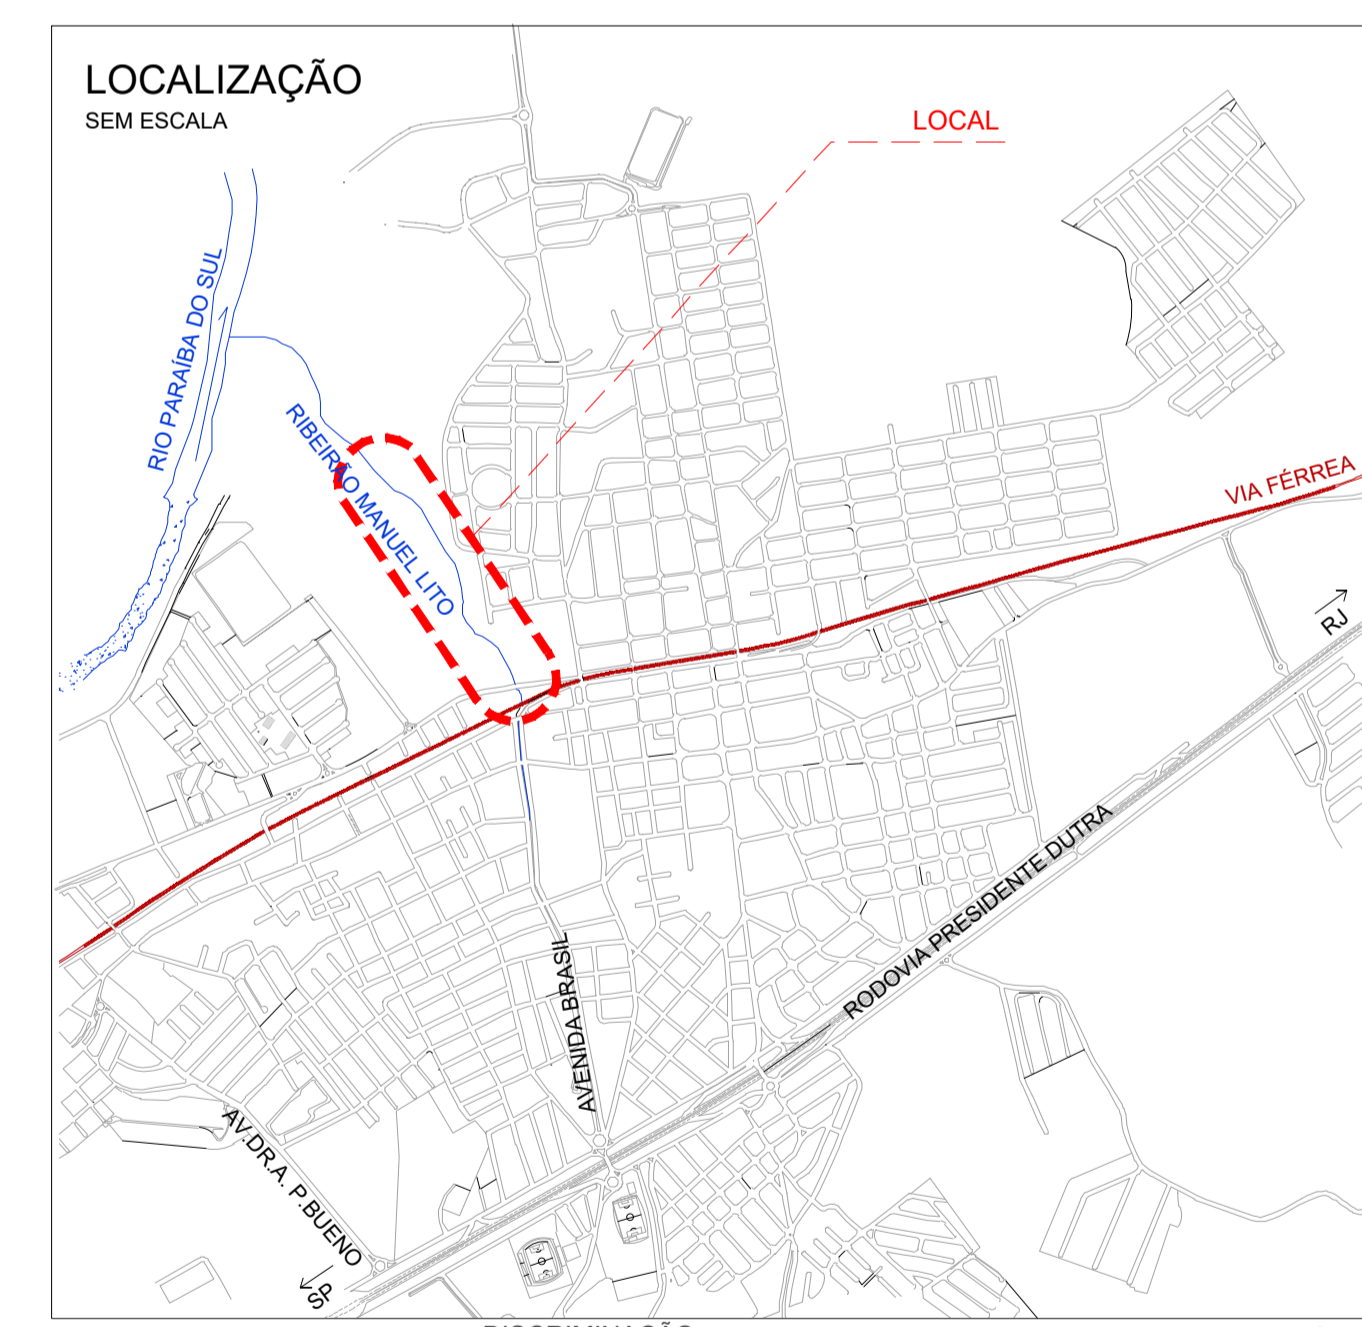 LOCALIZAÇÃO
SEM ESCALA
LOCAL
RIO PARAÍBA DO SUL
RIBEIRÃO MANUEL LITO
VIA FÉRREA
RJ
RODOVIA PRESIDENTE DUTRA
AVENIDA BRASIL
AV.DR.A. P.BUENO
SP